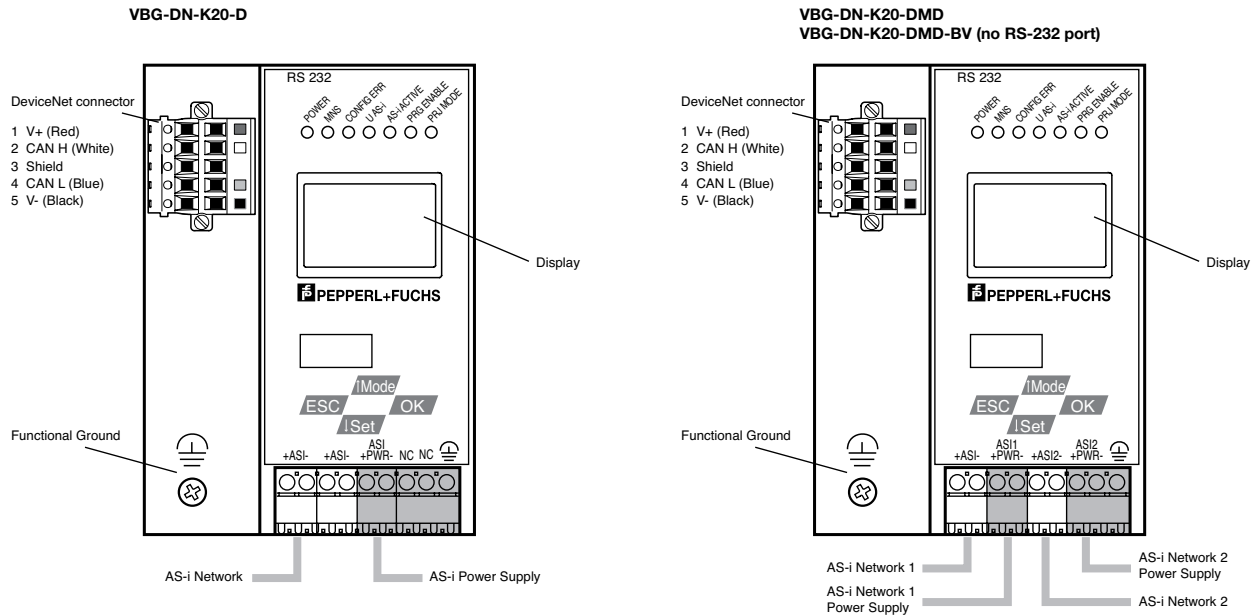 VBG-DN-K20-D
RS 232
POWER
MNS
CONFIG ERR
U AS-i
AS-i ACTIVE
PRG ENABLE
PRJ MODE
DeviceNet connector
1 V+ (Red)
2 CAN H (White)
3 Shield
4 CAN L (Blue)
5 V- (Black)
Display
PEPPERL+FUCHS
↑Mode
ESC OK
↓Set
Functional Ground
ASI
+ASI- +ASI- +PWR- NC NC
AS-i Network
AS-i Power Supply
VBG-DN-K20-DMD
VBG-DN-K20-DMD-BV (no RS-232 port)
RS 232
POWER
MNS
CONFIG ERR
U AS-i
AS-i ACTIVE
PRG ENABLE
PRJ MODE
DeviceNet connector
1 V+ (Red)
2 CAN H (White)
3 Shield
4 CAN L (Blue)
5 V- (Black)
Display
PEPPERL+FUCHS
↑Mode
ESC OK
↓Set
Functional Ground
ASI1 ASI2
+ASI- +PWR- +ASI2- +PWR-
AS-i Network 1
AS-i Network 1
Power Supply
AS-i Network 2
Power Supply
AS-i Network 2